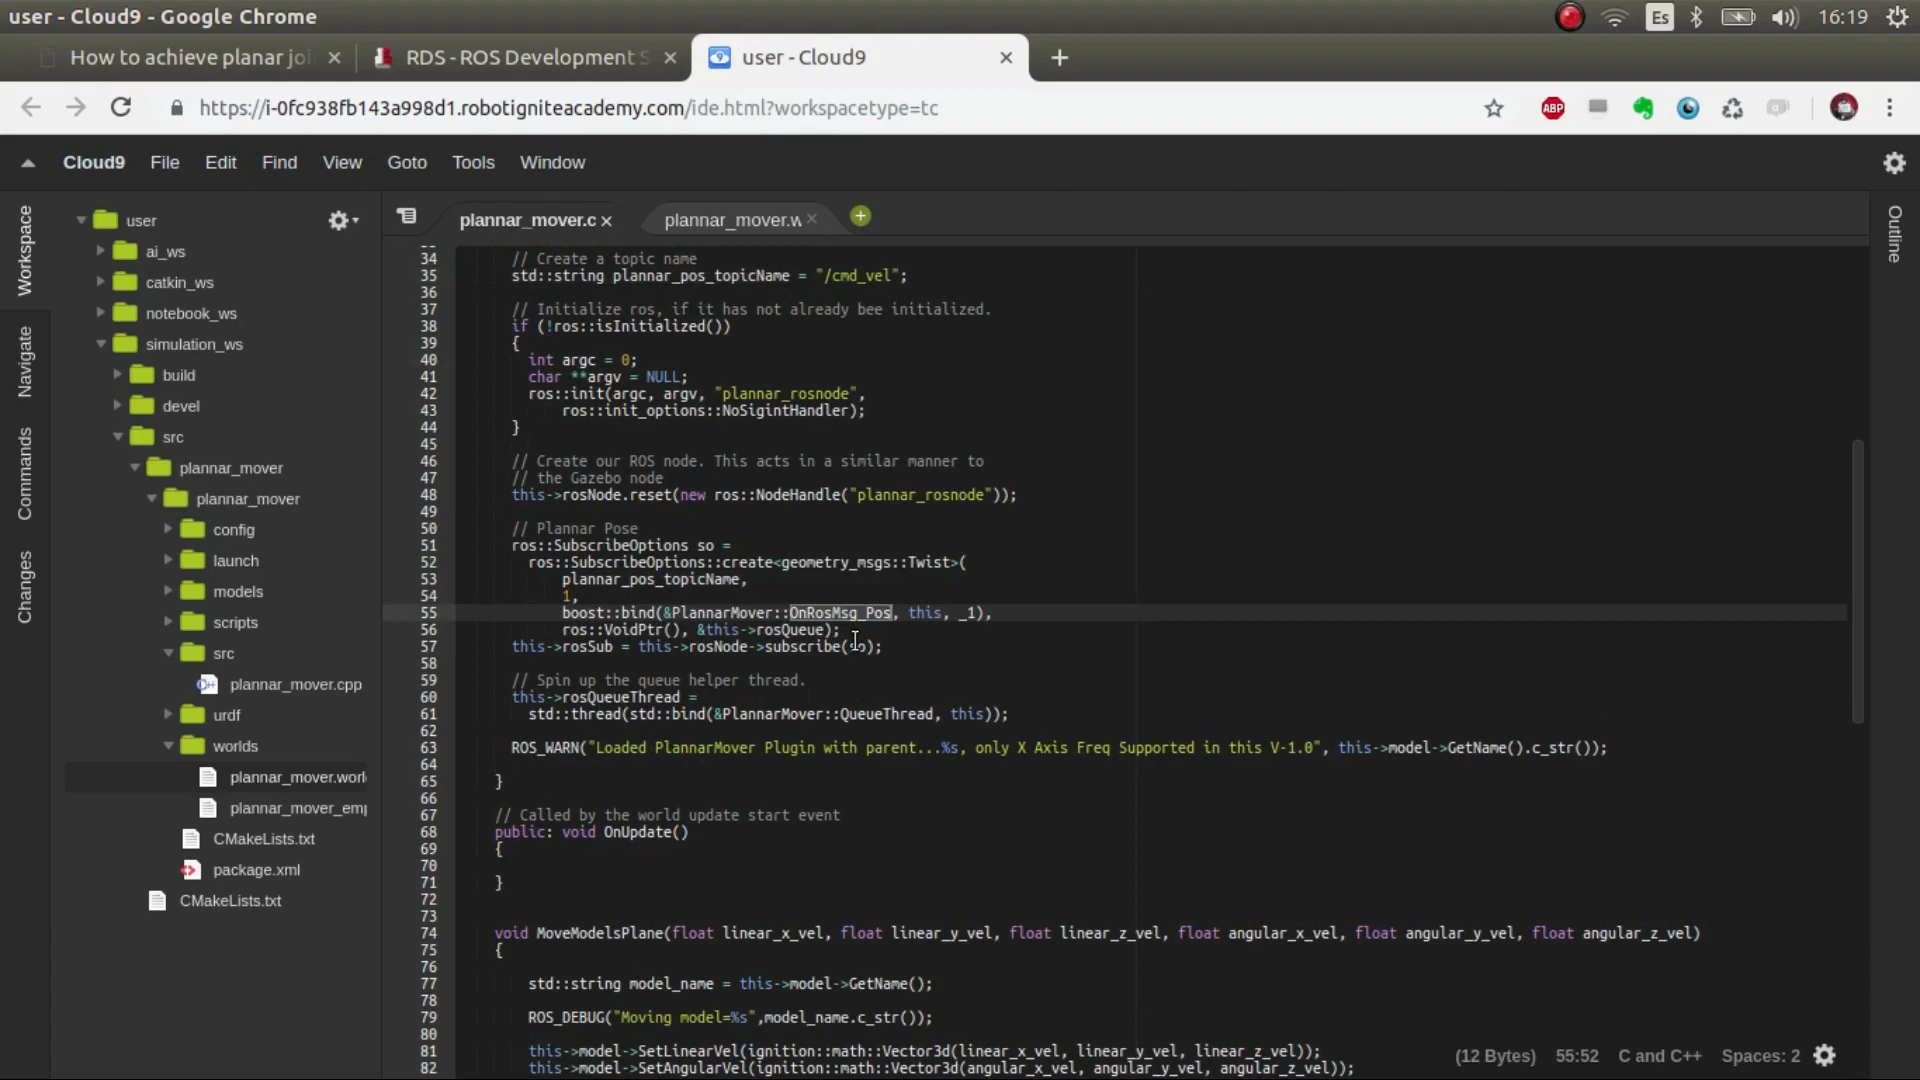 user - Cloud9 - Google Chrome
Es
16:19
How to achieve planar joi
RDS - ROS Development S
user - Cloud9
https://i-0fc938fb143a998d1.robotigniteacademy.com/ide.html?workspacetype=tc
ABP
Cloud9 File Edit Find View Goto Tools Window
Workspace
Navigate
Commands
Changes
Outline
user
ai_ws
catkin_ws
notebook_ws
simulation_ws
build
devel
src
plannar_mover
plannar_mover
config
launch
models
scripts
src
plannar_mover.cpp
urdf
worlds
plannar_mover.worl
plannar_mover_emp
CMakeLists.txt
package.xml
CMakeLists.txt
plannar_mover.c
plannar_mover.w
34 // Create a topic name
35 std::string plannar_pos_topicName = "/cmd_vel";
36
37 // Initialize ros, if it has not already bee initialized.
38 if (!ros::isInitialized())
39 {
40 int argc = 0;
41 char **argv = NULL;
42 ros::init(argc, argv, "plannar_rosnode",
43 ros::init_options::NoSigintHandler);
44 }
45
46 // Create our ROS node. This acts in a similar manner to
47 // the Gazebo node
48 this->rosNode.reset(new ros::NodeHandle("plannar_rosnode"));
49
50 // Plannar Pose
51 ros::SubscribeOptions so =
52 ros::SubscribeOptions::create<geometry_msgs::Twist>(
53 plannar_pos_topicName,
54 1,
55 boost::bind(&PlannarMover::OnRosMsg_Pos, this, _1),
56 ros::VoidPtr(), &this->rosQueue);
57 this->rosSub = this->rosNode->subscribe(so);
58
59 // Spin up the queue helper thread.
60 this->rosQueueThread =
61 std::thread(std::bind(&PlannarMover::QueueThread, this));
62
63 ROS_WARN("Loaded PlannarMover Plugin with parent...%s, only X Axis Freq Supported in this V-1.0", this->model->GetName().c_str());
64
65 }
66
67 // Called by the world update start event
68 public: void OnUpdate()
69 {
70
71 }
72
73
74 void MoveModelsPlane(float linear_x_vel, float linear_y_vel, float linear_z_vel, float angular_x_vel, float angular_y_vel, float angular_z_vel)
75 {
76
77 std::string model_name = this->model->GetName();
78
79 ROS_DEBUG("Moving model=%s",model_name.c_str());
80
81 this->model->SetLinearVel(ignition::math::Vector3d(linear_x_vel, linear_y_vel, linear_z_vel));
82 this->model->SetAngularVel(ignition::math::Vector3d(angular_x_vel, angular_y_vel, angular_z_vel));
(12 Bytes) 55:52 C and C++ Spaces: 2